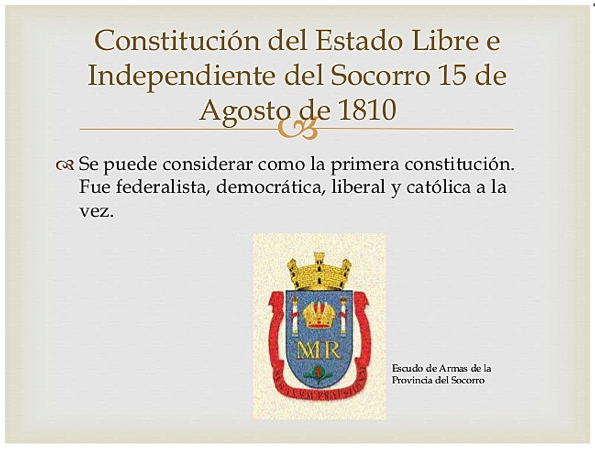 Constitución del Estado Libre e
Independiente del Socorro 15 de
Agosto de 1810
Se puede considerar como la primera constitución.
Fue federalista, democrática, liberal y católica a la
vez.
Escudo de Armas de la
Provincia del Socorro